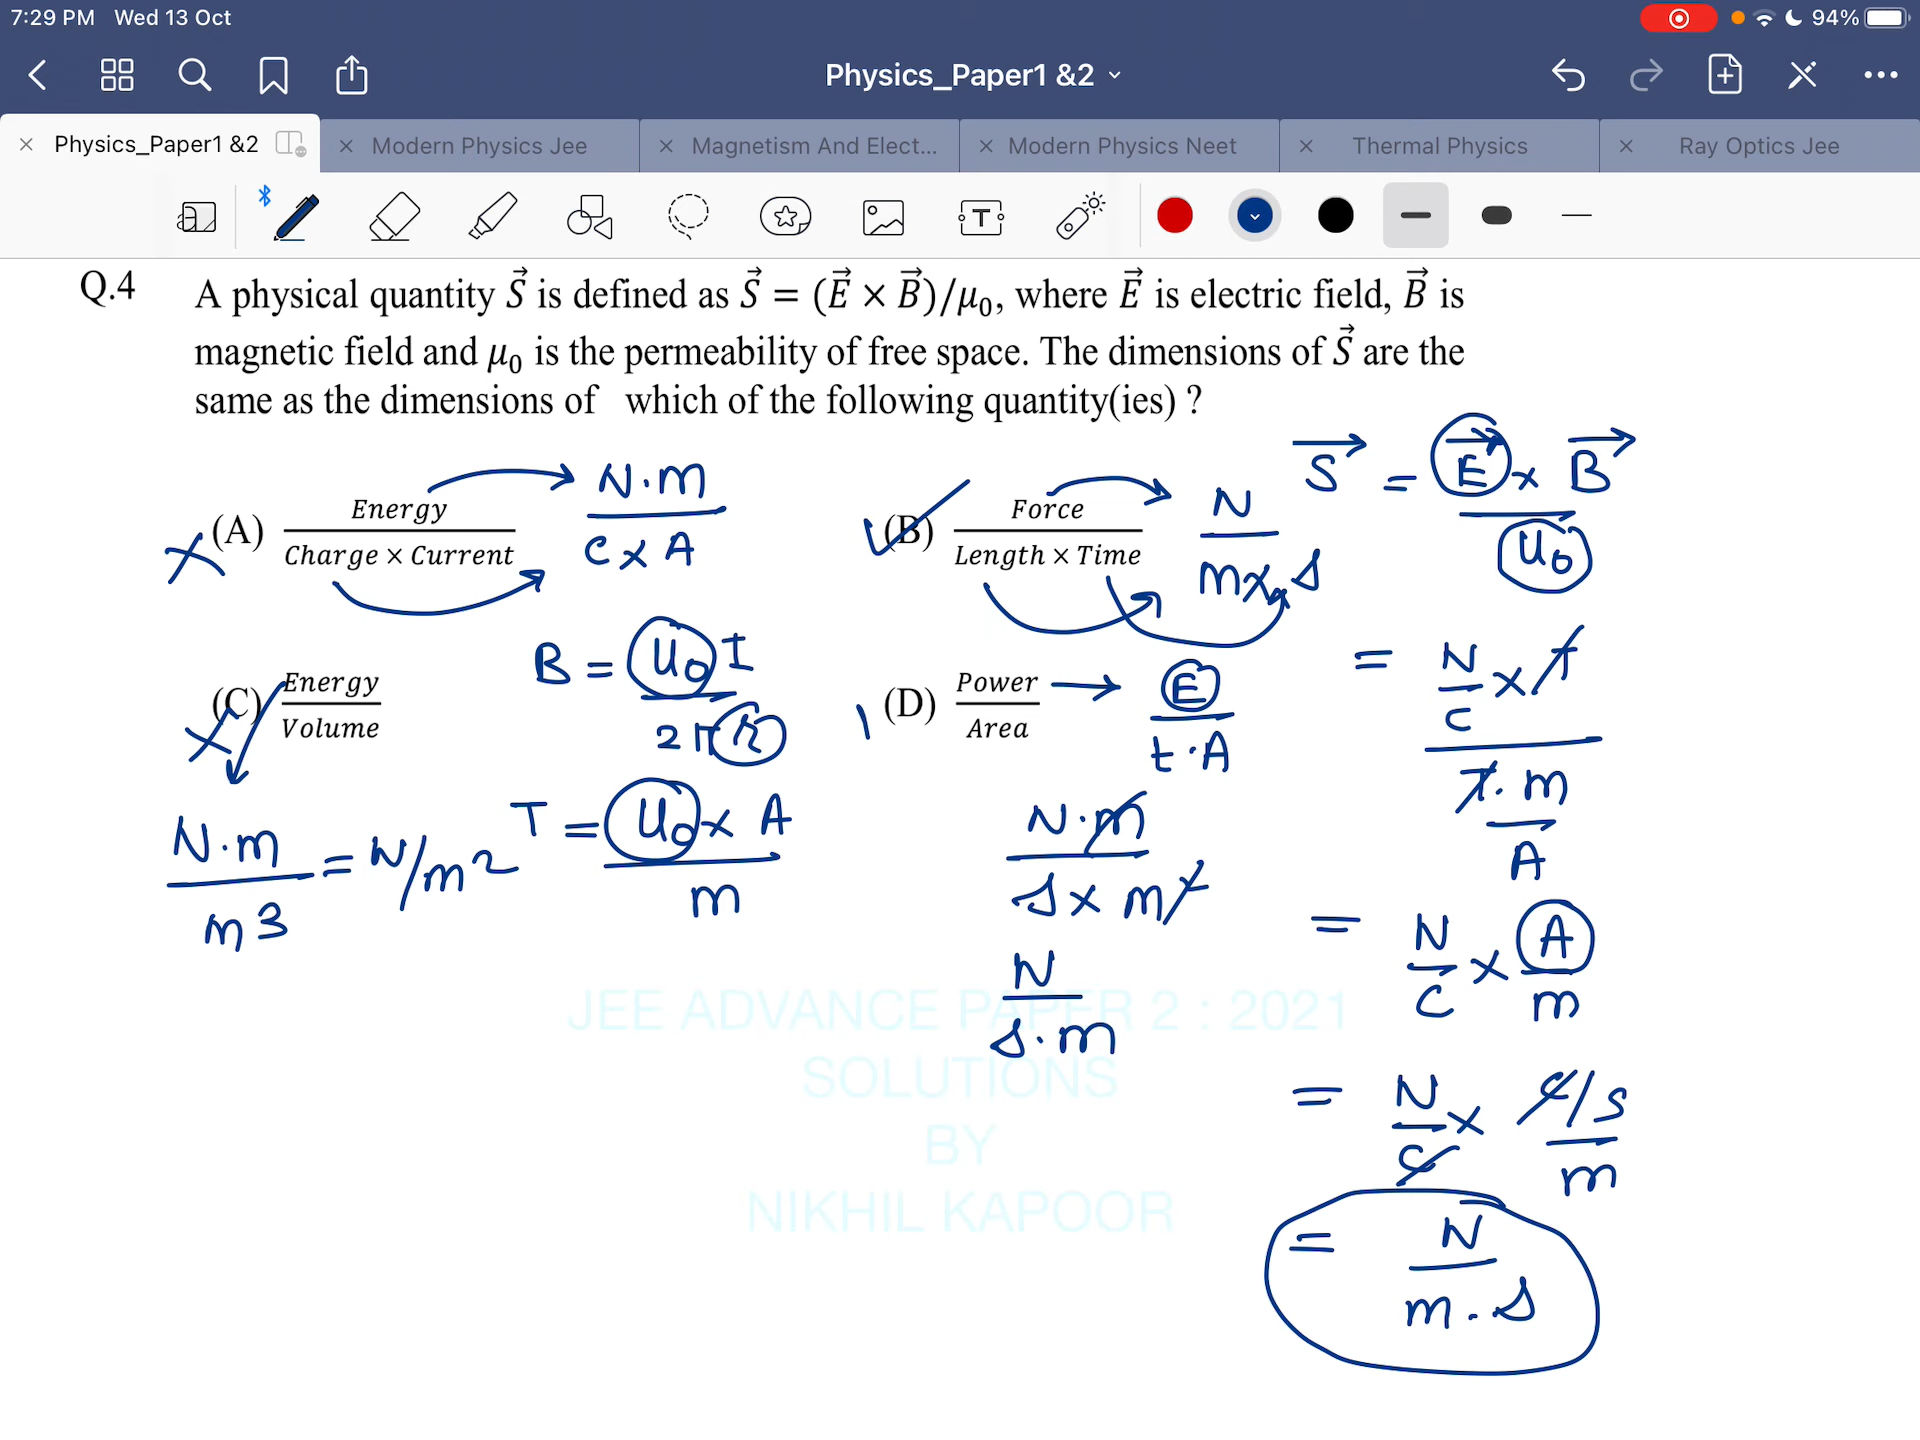 7:29 PM Wed 13 Oct
94%
Physics_Paper1 &2
Physics_Paper1 &2
Modern Physics Jee
Magnetism And Elect...
Modern Physics Neet
Thermal Physics
Ray Optics Jee
Q.4 A physical quantity S⃗ is defined as S⃗ = (E⃗ × B⃗)/μ₀, where E⃗ is electric field, B⃗ is
magnetic field and μ₀ is the permeability of free space. The dimensions of S⃗ are the
same as the dimensions of which of the following quantity(ies) ?
(A) Energy / Charge × Current
N·m / C × A
(B) Force / Length × Time
N / m × s
S⃗ = E⃗ × B⃗ / μ₀
(C) Energy / Volume
B = μ₀ I / 2πr
(D) Power / Area
E / t·A
= N/C × T / T·m/A
N·m / m3 = N/m2
T = μ₀ × A / m
N·m / s × m2
= N/C × A/m
N / s·m
= N/C × C/s / m
= N / m·s
JEE ADVANCE PAPER 2 : 2021
SOLUTIONS
BY
NIKHIL KAPOOR